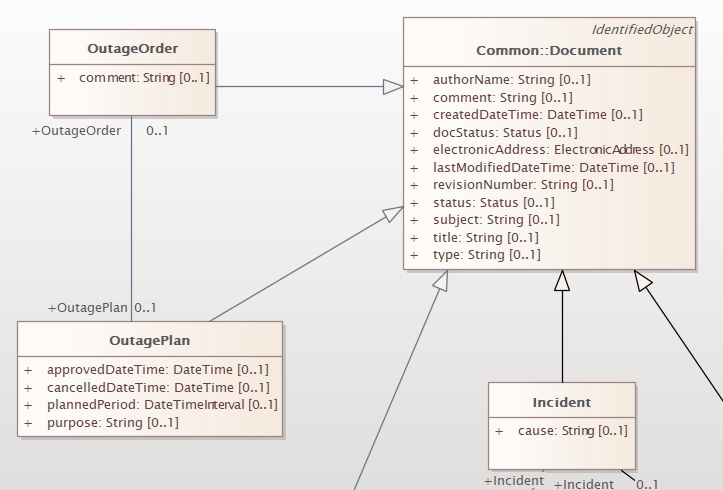 OutageOrder
+ comment: String [0..1]
+OutageOrder 0..1
IdentifiedObject
Common::Document
+ authorName: String [0..1]
+ comment: String [0..1]
+ createdDateTime: DateTime [0..1]
+ docStatus: Status [0..1]
+ electronicAddress: ElectronicAddress [0..1]
+ lastModifiedDateTime: DateTime [0..1]
+ revisionNumber: String [0..1]
+ status: Status [0..1]
+ subject: String [0..1]
+ title: String [0..1]
+ type: String [0..1]
+OutagePlan 0..1
OutagePlan
+ approvedDateTime: DateTime [0..1]
+ cancelledDateTime: DateTime [0..1]
+ plannedPeriod: DateTimeInterval [0..1]
+ purpose: String [0..1]
Incident
+ cause: String [0..1]
+Incident +Incident 0..1